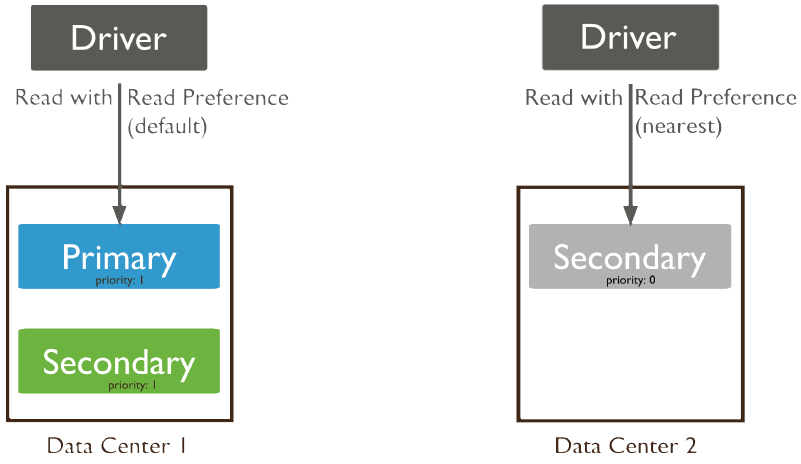 Driver
Read with Read Preference
(default)
Primary
priority: 1
Secondary
priority: 1
Data Center 1
Driver
Read with Read Preference
(nearest)
Secondary
priority: 0
Data Center 2